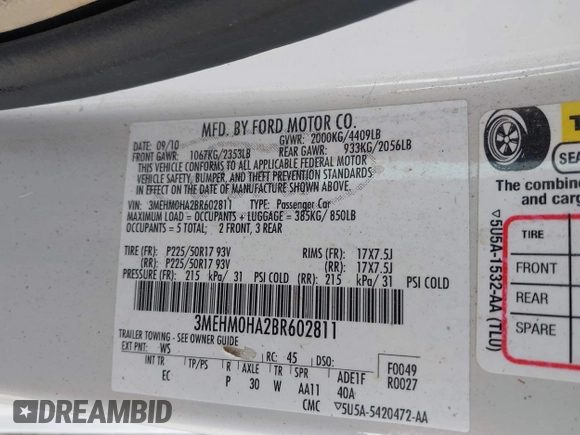 MFD. BY FORD MOTOR CO.
DATE: 09/10
GVWR: 2000KG/4409LB
FRONT GAWR: 1067KG/2353LB
REAR GAWR: 933KG/2056LB
THIS VEHICLE CONFORMS TO ALL APPLICABLE FEDERAL MOTOR
VEHICLE SAFETY, BUMPER, AND THEFT PREVENTION STANDARDS
IN EFFECT ON THE DATE OF MANUFACTURE SHOWN ABOVE.
VIN: 3MEHM0HA2BR602811 TYPE: Passenger Car
MAXIMUM LOAD = OCCUPANTS + LUGGAGE = 385KG/ 850LB
OCCUPANTS = 5 TOTAL; 2 FRONT, 3 REAR
TIRE (FR): P225/50R17 93V RIMS (FR): 17X7.5J
(RR): P225/50R17 93V (RR): 17X7.5J
PRESSURE (FR): 215 kPa/ 31 PSI COLD (RR): 215 kPa/ 31 PSI COLD
3MEHM0HA2BR602811
TRAILER TOWING - SEE OWNER GUIDE
EXT PNT: WS RC: 45 DSO: F0049
INT TR TP/PS R AXLE TR SPR ADE1F R0027
EC P 30 W AA11 40A
CMC ▽5U5A-5420472-AA
SEA
The combine
and carg
TIRE
FRONT
REAR
SPARE
▽5U5A-1532-AA (TLU)
DREAMBID